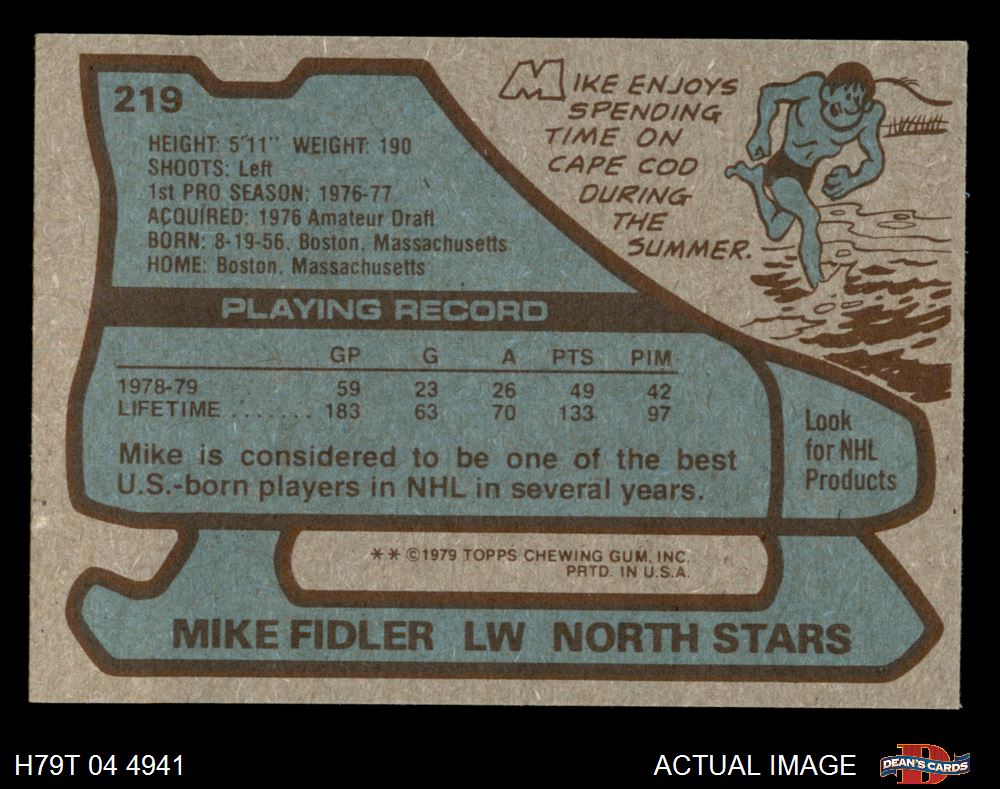 219
HEIGHT: 5'11" WEIGHT: 190
SHOOTS: Left
1st PRO SEASON: 1976-77
ACQUIRED: 1976 Amateur Draft
BORN: 8-19-56, Boston, Massachusetts
HOME: Boston, Massachusetts
MIKE ENJOYS
SPENDING
TIME ON
CAPE COD
DURING
THE
SUMMER.
PLAYING RECORD
GP G A PTS PIM
1978-79 59 23 26 49 42
LIFETIME ........ 183 63 70 133 97
Mike is considered to be one of the best
U.S.-born players in NHL in several years.
Look
for NHL
Products
** ©1979 TOPPS CHEWING GUM, INC.
PRTD. IN U.S.A.
MIKE FIDLER LW NORTH STARS
H79T 04 4941
ACTUAL IMAGE
DEAN'S CARDS